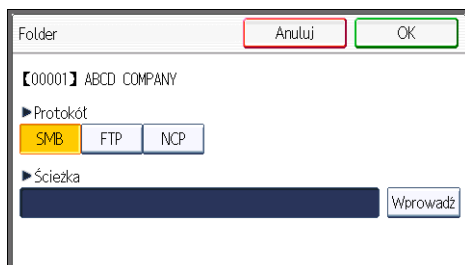 Folder Anuluj OK
【00001】 ABCD COMPANY
►Protokół
SMB FTP NCP
►Ścieżka
Wprowadź